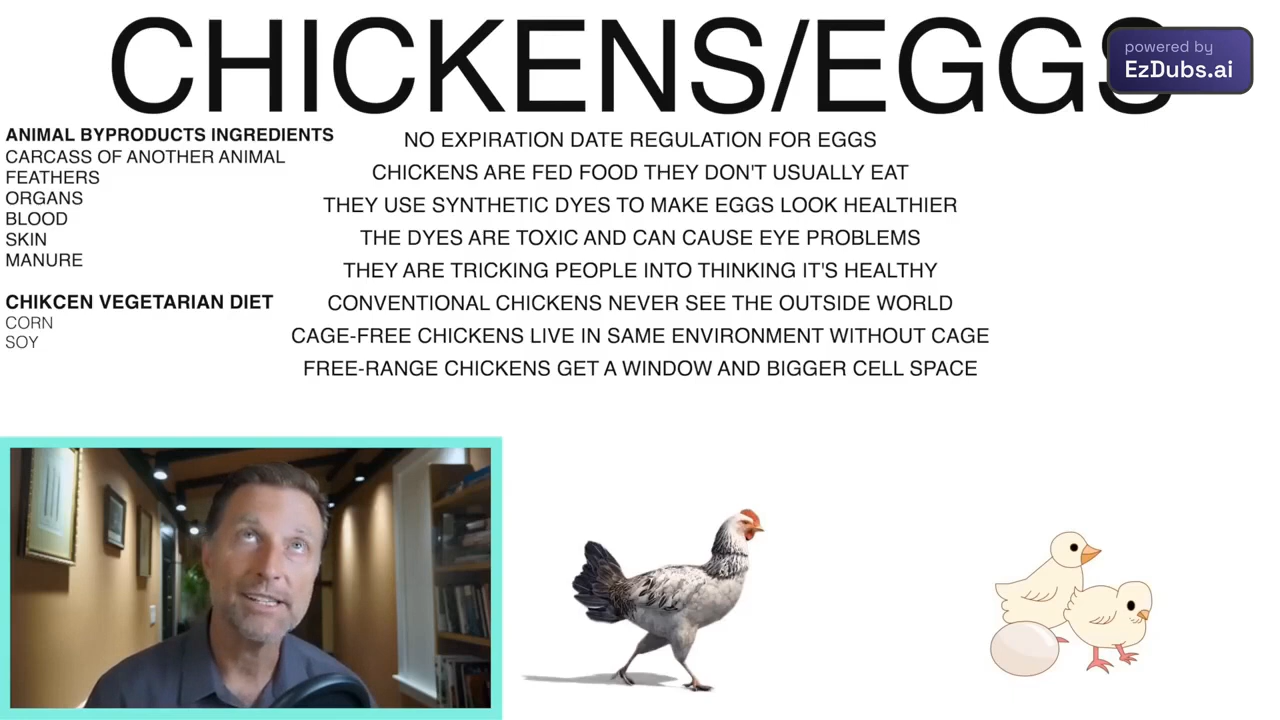 CHICKENS/EGGS
powered by
EzDubs.ai
ANIMAL BYPRODUCTS INGREDIENTS
CARCASS OF ANOTHER ANIMAL
FEATHERS
ORGANS
BLOOD
SKIN
MANURE
CHIKCEN VEGETARIAN DIET
CORN
SOY
NO EXPIRATION DATE REGULATION FOR EGGS
CHICKENS ARE FED FOOD THEY DON'T USUALLY EAT
THEY USE SYNTHETIC DYES TO MAKE EGGS LOOK HEALTHIER
THE DYES ARE TOXIC AND CAN CAUSE EYE PROBLEMS
THEY ARE TRICKING PEOPLE INTO THINKING IT'S HEALTHY
CONVENTIONAL CHICKENS NEVER SEE THE OUTSIDE WORLD
CAGE-FREE CHICKENS LIVE IN SAME ENVIRONMENT WITHOUT CAGE
FREE-RANGE CHICKENS GET A WINDOW AND BIGGER CELL SPACE